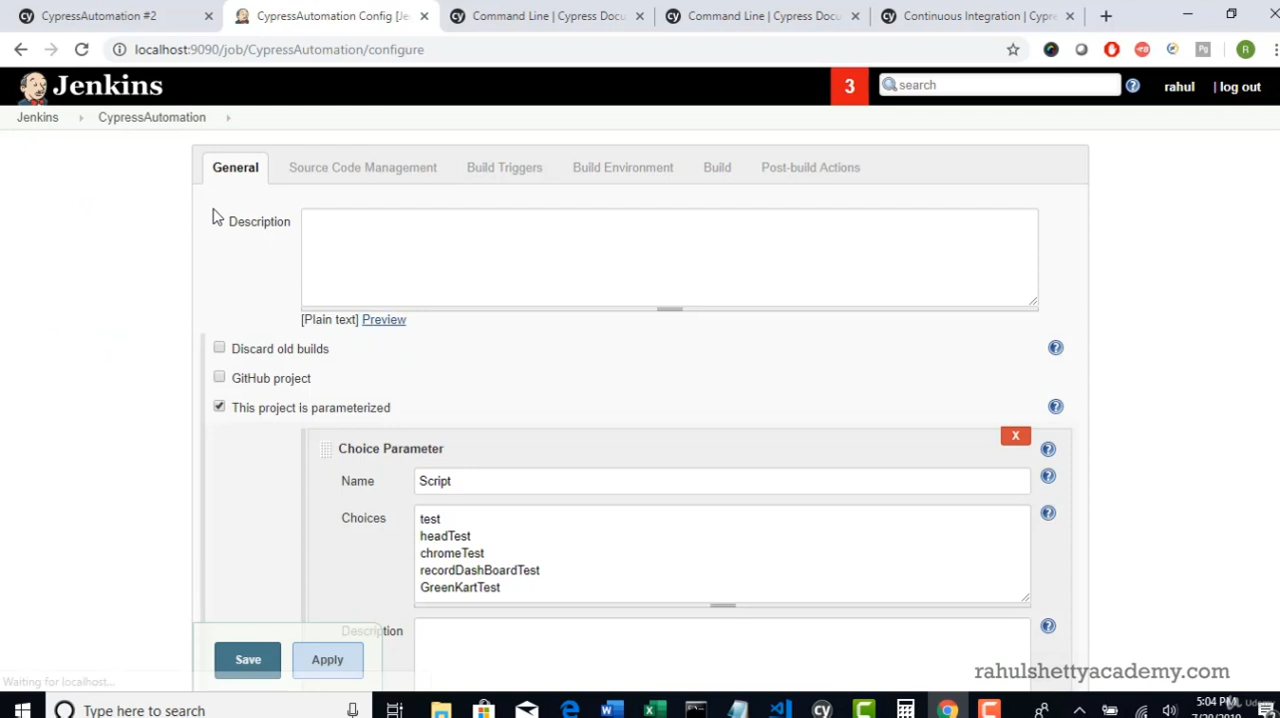 CypressAutomation #2
CypressAutomation Config [Je
Command Line | Cypress Docu
Command Line | Cypress Docu
Continuous Integration | Cypre
localhost:9090/job/CypressAutomation/configure
R
Jenkins
3
search
rahul
| log out
Jenkins
CypressAutomation
General
Source Code Management
Build Triggers
Build Environment
Build
Post-build Actions
Description
[Plain text] Preview
Discard old builds
GitHub project
This project is parameterized
X
Choice Parameter
Name
Script
Choices
test
headTest
chromeTest
recordDashBoardTest
GreenKartTest
Description
Save
Apply
Waiting for localhost...
rahulshettyacademy.com
Type here to search
5:04 PM